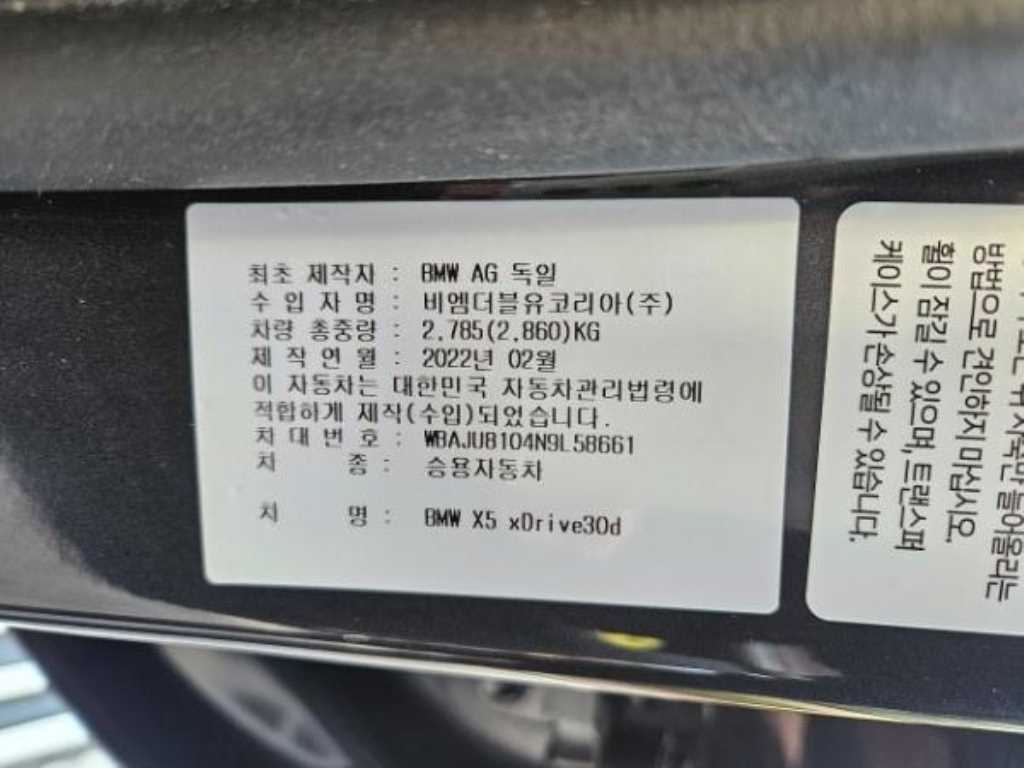 최초 제작자 : BMW AG 독일
수 입 자 명 : 비엠더블유코리아(주)
차량 총중량 : 2,785(2,860)KG
제 작 연 월 : 2022년 02월
이 자동차는 대한민국 자동차관리법령에
적합하게 제작(수입)되었습니다.
차 대 번 호 : WBAJU8104N9L58661
차 종 : 승용자동차
차 명 : BMW X5 xDrive30d
방법으로 견인하지 마십시오.
휠이 잠길 수 있으며, 트랜스퍼
케이스가 손상될 수 있습니다.